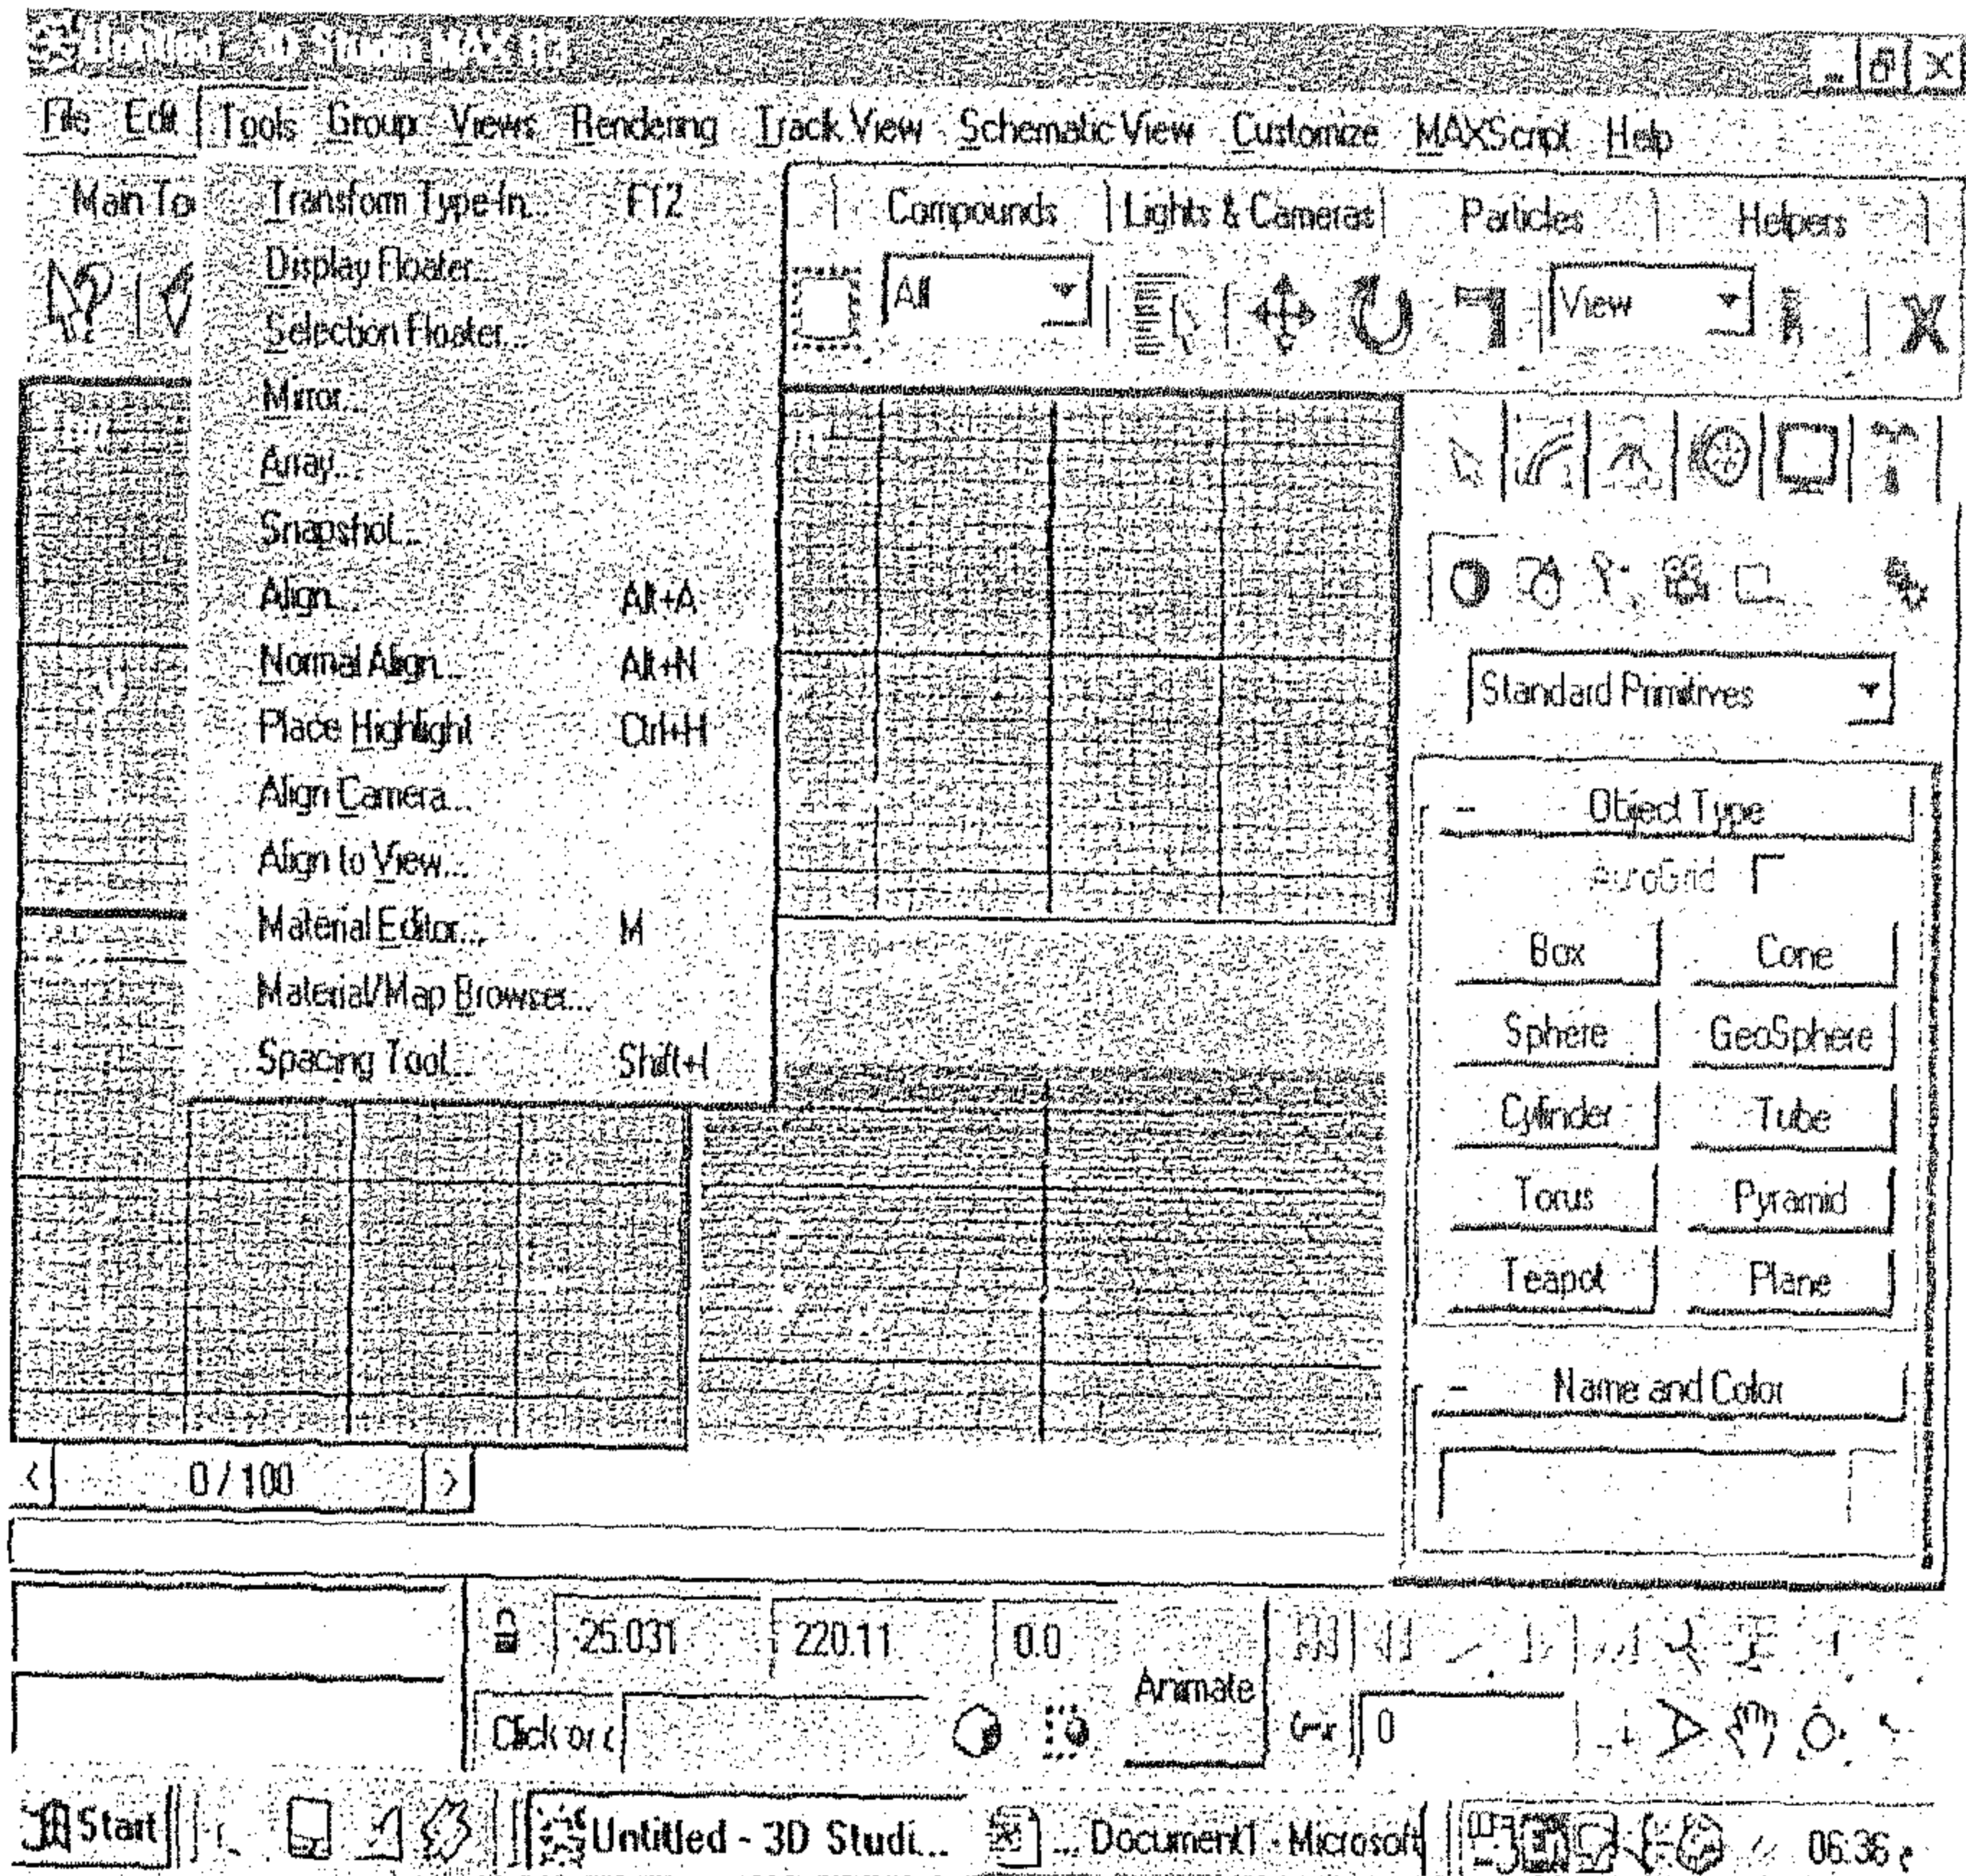 Untitled - 3D Studio MAX R3
File Edit Tools Group Views Rendering Track View Schematic View Customize MAXScript Help
Main To
Compounds Lights & Cameras Particles Helpers
All View
Transform Type-In... F12
Display Floater...
Selection Floater...
Mirror...
Array...
Snapshot...
Align... Alt+A
Normal Align... Alt+N
Place Highlight Ctrl+H
Align Camera...
Align to View...
Material Editor... M
Material/Map Browser...
Spacing Tool... Shift+I
Standard Primitives
Object Type
AutoGrid
Box Cone
Sphere GeoSphere
Cylinder Tube
Torus Pyramid
Teapot Plane
Name and Color
0 / 100
25.031 220.11 0.0
Animate
Click or c
0
Start Untitled - 3D Studi... ... Document1 - Microsoft 06:36 م